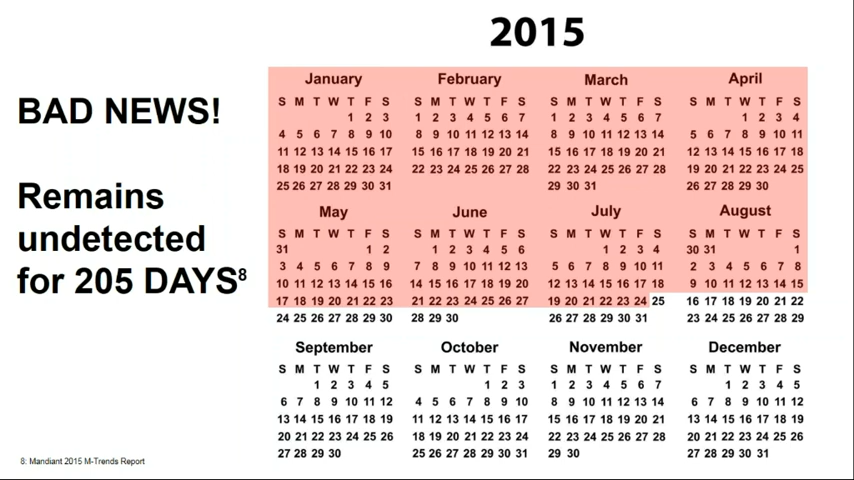 2015
BAD NEWS!
Remains
undetected
for 205 DAYS8
January February March April
S M T W T F S S M T W T F S S M T W T F S S M T W T F S
1 2 3 1 2 3 4 5 6 7 1 2 3 4 5 6 7 1 2 3 4
4 5 6 7 8 9 10 8 9 10 11 12 13 14 8 9 10 11 12 13 14 5 6 7 8 9 10 11
11 12 13 14 15 16 17 15 16 17 18 19 20 21 15 16 17 18 19 20 21 12 13 14 15 16 17 18
18 19 20 21 22 23 24 22 23 24 25 26 27 28 22 23 24 25 26 27 28 19 20 21 22 23 24 25
25 26 27 28 29 30 31 29 30 31 26 27 28 29 30
May June July August
S M T W T F S S M T W T F S S M T W T F S S M T W T F S
31 1 2 1 2 3 4 5 6 1 2 3 4 30 31 1
3 4 5 6 7 8 9 7 8 9 10 11 12 13 5 6 7 8 9 10 11 2 3 4 5 6 7 8
10 11 12 13 14 15 16 14 15 16 17 18 19 20 12 13 14 15 16 17 18 9 10 11 12 13 14 15
17 18 19 20 21 22 23 21 22 23 24 25 26 27 19 20 21 22 23 24 25 16 17 18 19 20 21 22
24 25 26 27 28 29 30 28 29 30 26 27 28 29 30 31 23 24 25 26 27 28 29
September October November December
S M T W T F S S M T W T F S S M T W T F S S M T W T F S
1 2 3 4 5 1 2 3 1 2 3 4 5 6 7 1 2 3 4 5
6 7 8 9 10 11 12 4 5 6 7 8 9 10 8 9 10 11 12 13 14 6 7 8 9 10 11 12
13 14 15 16 17 18 19 11 12 13 14 15 16 17 15 16 17 18 19 20 21 13 14 15 16 17 18 19
20 21 22 23 24 25 26 18 19 20 21 22 23 24 22 23 24 25 26 27 28 20 21 22 23 24 25 26
27 28 29 30 25 26 27 28 29 30 31 29 30 27 28 29 30 31
8: Mandiant 2015 M-Trends Report